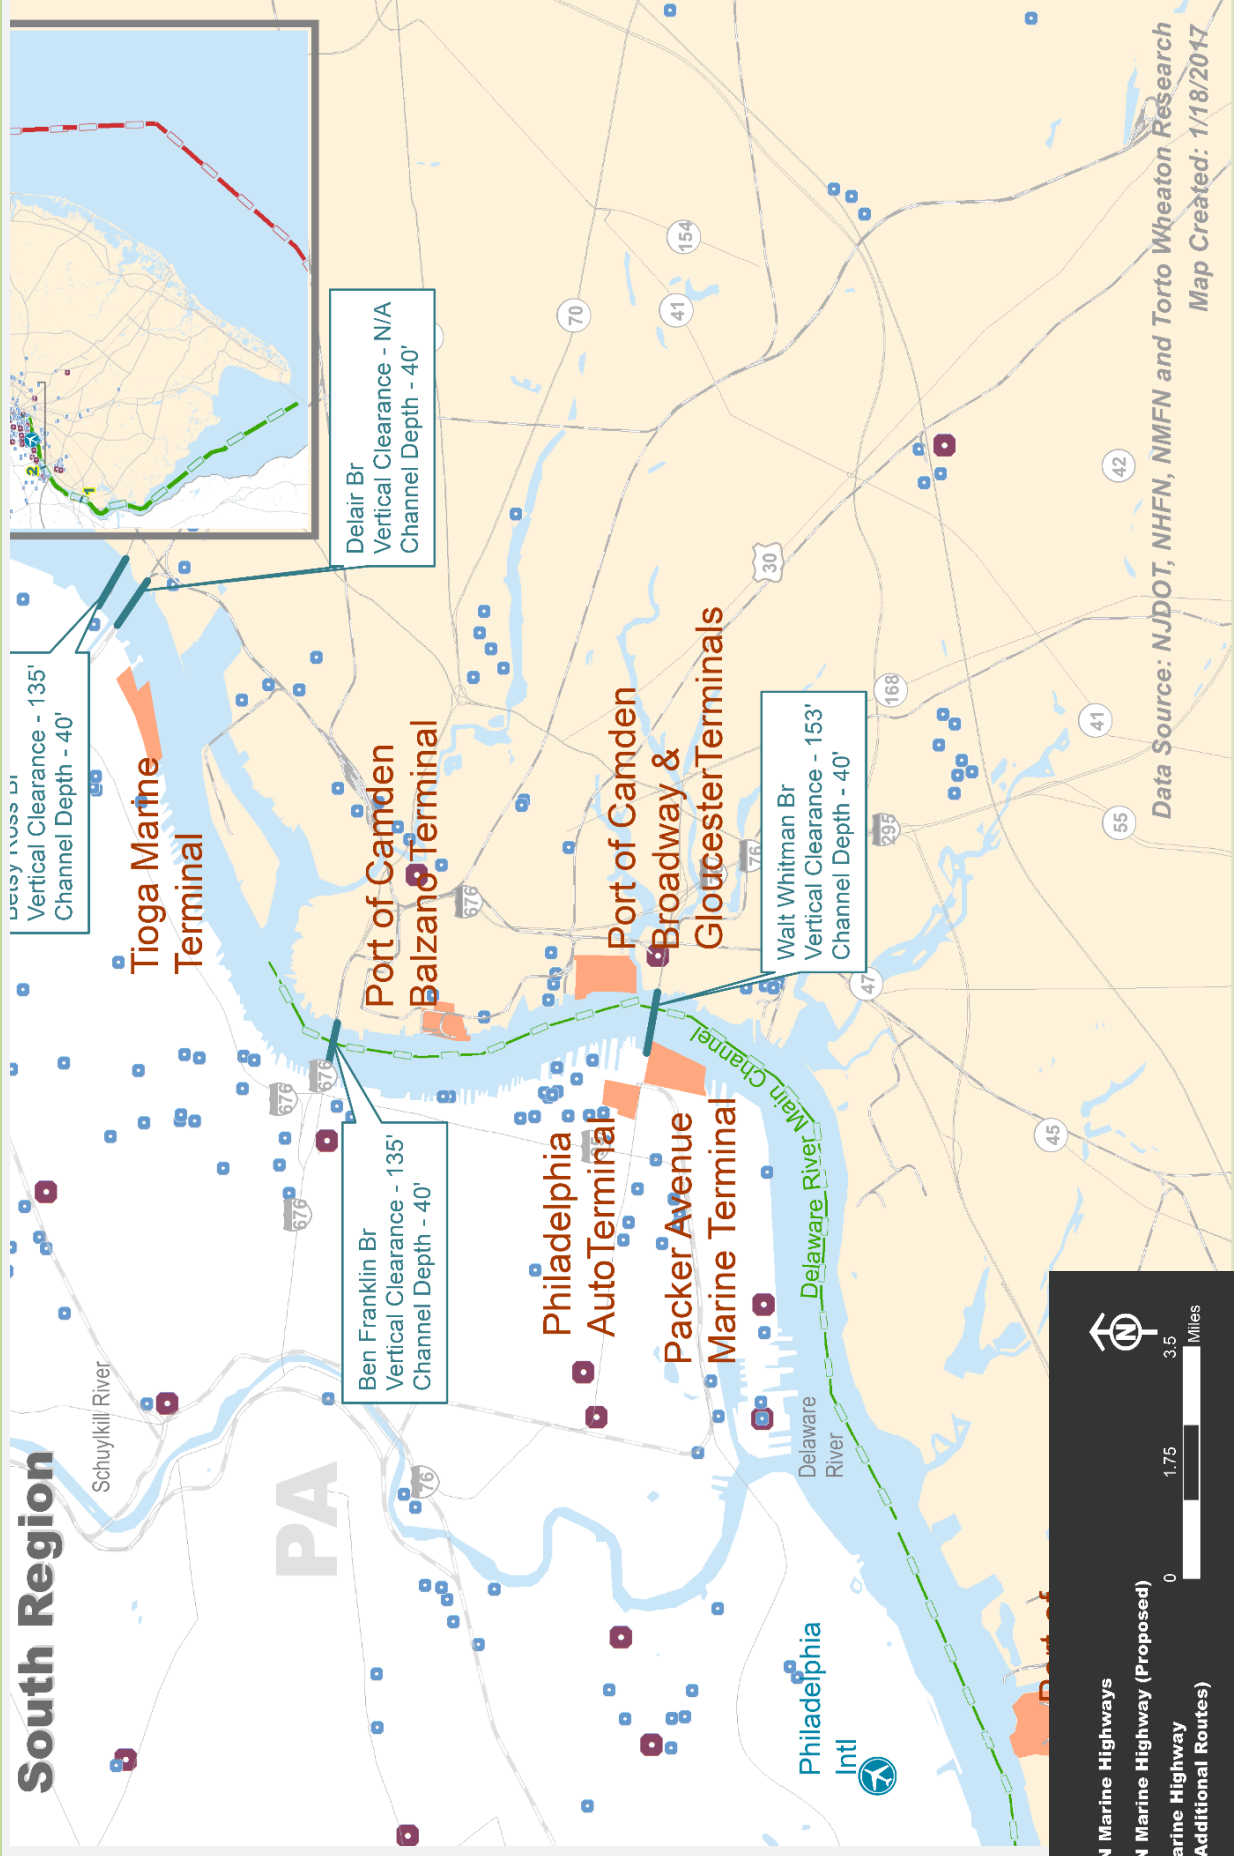 South Region
Schuylkill River
PA
Vertical Clearance - 135'
Channel Depth - 40'
Tioga Marine
Terminal
Delair Br
Vertical Clearance - N/A
Channel Depth - 40'
2
1
Port of Camden
Balzano Terminal
Ben Franklin Br
Vertical Clearance - 135'
Channel Depth - 40'
Port of Camden
Broadway &
GloucesterTerminals
Philadelphia
AutoTerminal
Packer Avenue
Marine Terminal
Walt Whitman Br
Vertical Clearance - 153'
Channel Depth - 40'
Delaware River Main Channel
Delaware
River
Philadelphia
Intl
676
676
676
676
76
76
70
41
154
30
168
42
295
41
55
47
45
Data Source: NJDOT, NHFN, NMFN and Torto Wheaton Research
Map Created: 1/18/2017
N Marine Highways
N Marine Highway (Proposed)
arine Highway
Additional Routes)
0 1.75 3.5
Miles
N